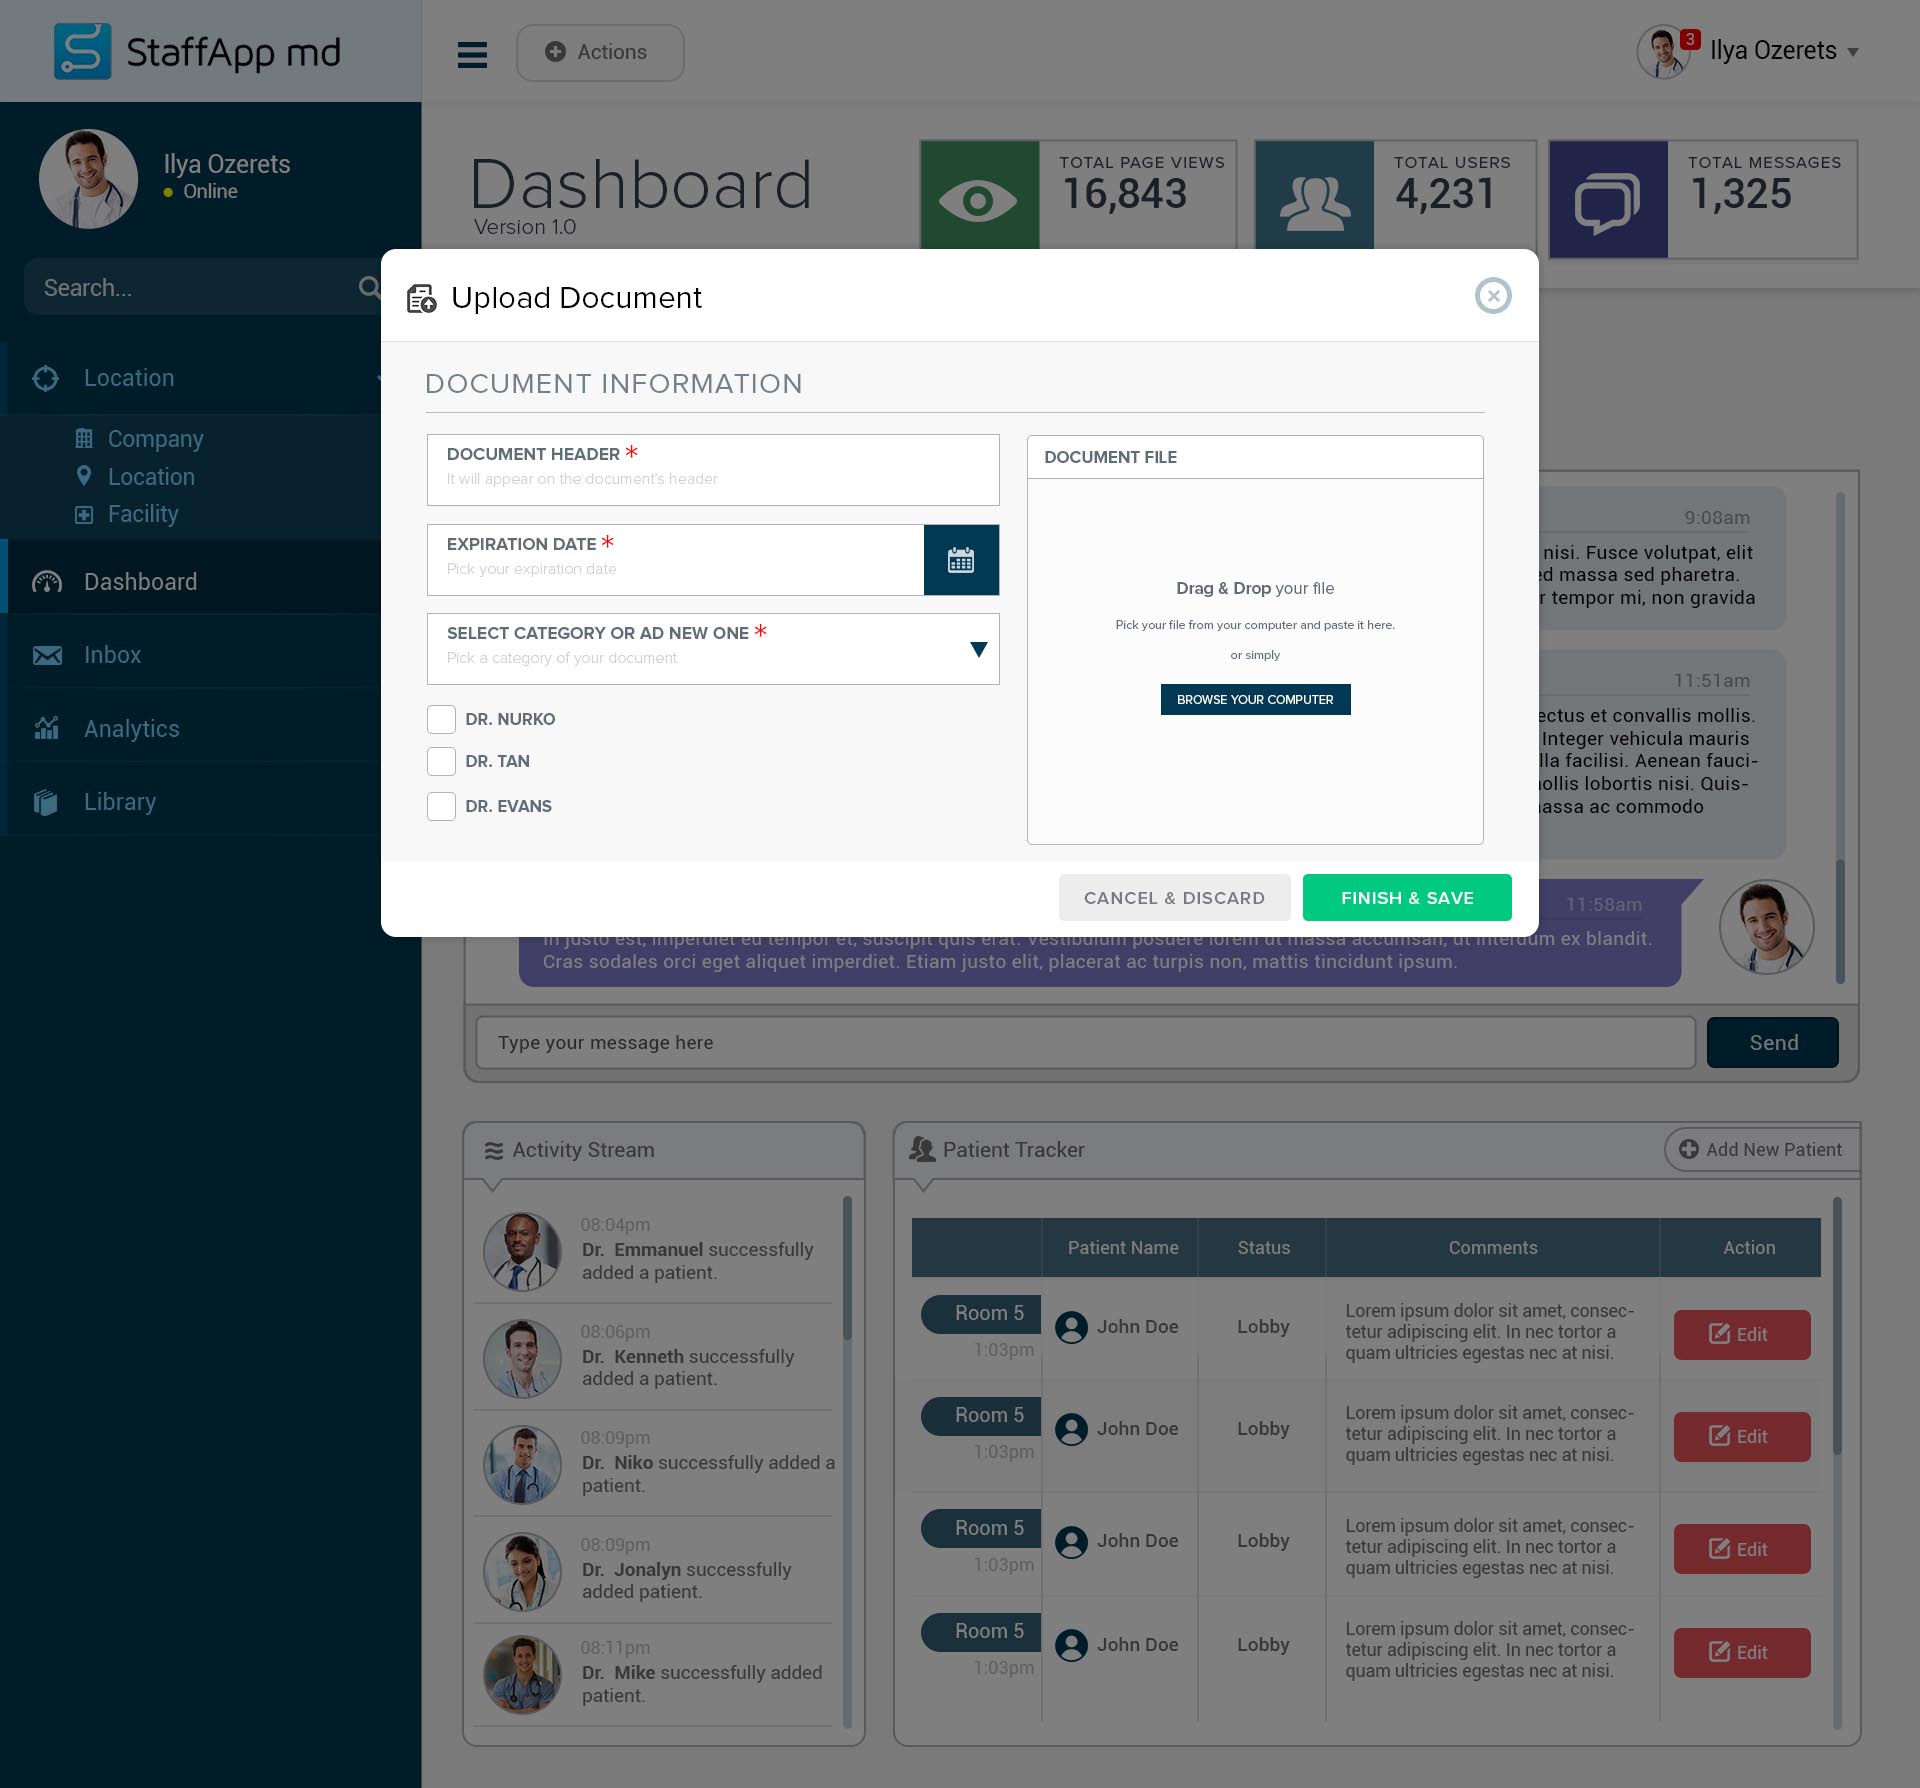 StaffApp md
Actions
3
Ilya Ozerets
Ilya Ozerets
Online
Search...
Location
Company
Location
Facility
Dashboard
Inbox
Analytics
Library
Dashboard
Version 1.0
TOTAL PAGE VIEWS
16,843
TOTAL USERS
4,231
TOTAL MESSAGES
1,325
Upload Document
DOCUMENT INFORMATION
DOCUMENT HEADER *
It will appear on the document's header
EXPIRATION DATE *
Pick your expiration date
SELECT CATEGORY OR AD NEW ONE *
Pick a category of your document
DR. NURKO
DR. TAN
DR. EVANS
DOCUMENT FILE
Drag & Drop your file
Pick your file from your computer and paste it here.
or simply
BROWSE YOUR COMPUTER
CANCEL & DISCARD
FINISH & SAVE
9:08am
nisi. Fusce volutpat, elit
massa sed pharetra.
tempor mi, non gravida
11:51am
et convallis mollis.
Integer vehicula mauris
facilisi. Aenean fauci-
lobortis nisi. Quis-
ac commodo
11:58am
In justo est, imperdiet eu tempor et, suscipit quis erat. Vestibulum posuere lorem ut massa accumsan, ut interdum ex blandit.
Cras sodales orci eget aliquet imperdiet. Etiam justo elit, placerat ac turpis non, mattis tincidunt ipsum.
Type your message here
Send
Activity Stream
08:04pm
Dr. Emmanuel successfully
added a patient.
08:06pm
Dr. Kenneth successfully
added a patient.
08:09pm
Dr. Niko successfully added a
patient.
08:09pm
Dr. Jonalyn successfully
added patient.
08:11pm
Dr. Mike successfully added
patient.
Patient Tracker
Add New Patient
Patient Name Status Comments Action
Room 5
1:03pm
John Doe
Lobby
Lorem ipsum dolor sit amet, consec-
tetur adipiscing elit. In nec tortor a
quam ultricies egestas nec at nisi.
Edit
Room 5
1:03pm
John Doe
Lobby
Lorem ipsum dolor sit amet, consec-
tetur adipiscing elit. In nec tortor a
quam ultricies egestas nec at nisi.
Edit
Room 5
1:03pm
John Doe
Lobby
Lorem ipsum dolor sit amet, consec-
tetur adipiscing elit. In nec tortor a
quam ultricies egestas nec at nisi.
Edit
Room 5
1:03pm
John Doe
Lobby
Lorem ipsum dolor sit amet, consec-
tetur adipiscing elit. In nec tortor a
quam ultricies egestas nec at nisi.
Edit